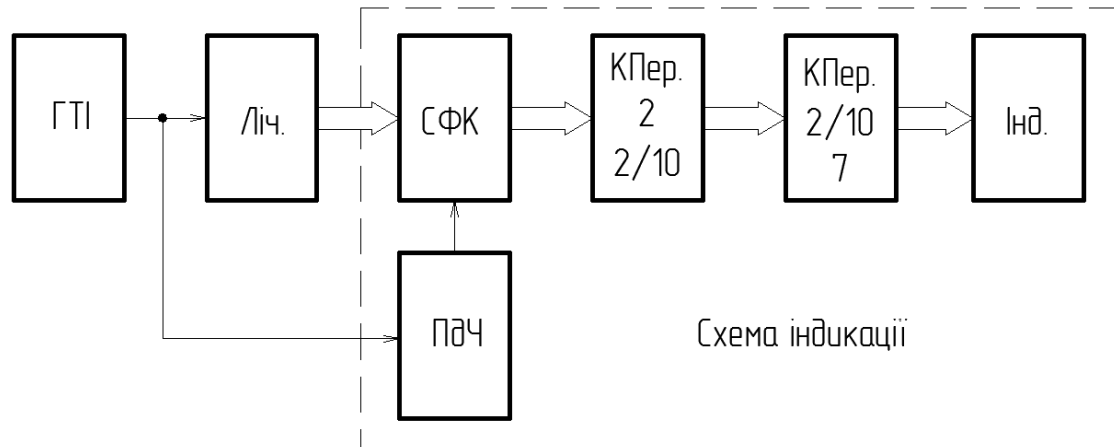 ГТІ
Ліч.
СФК
КПер.
2
2/10
КПер.
2/10
7
Інд.
ПдЧ
Схема індикації